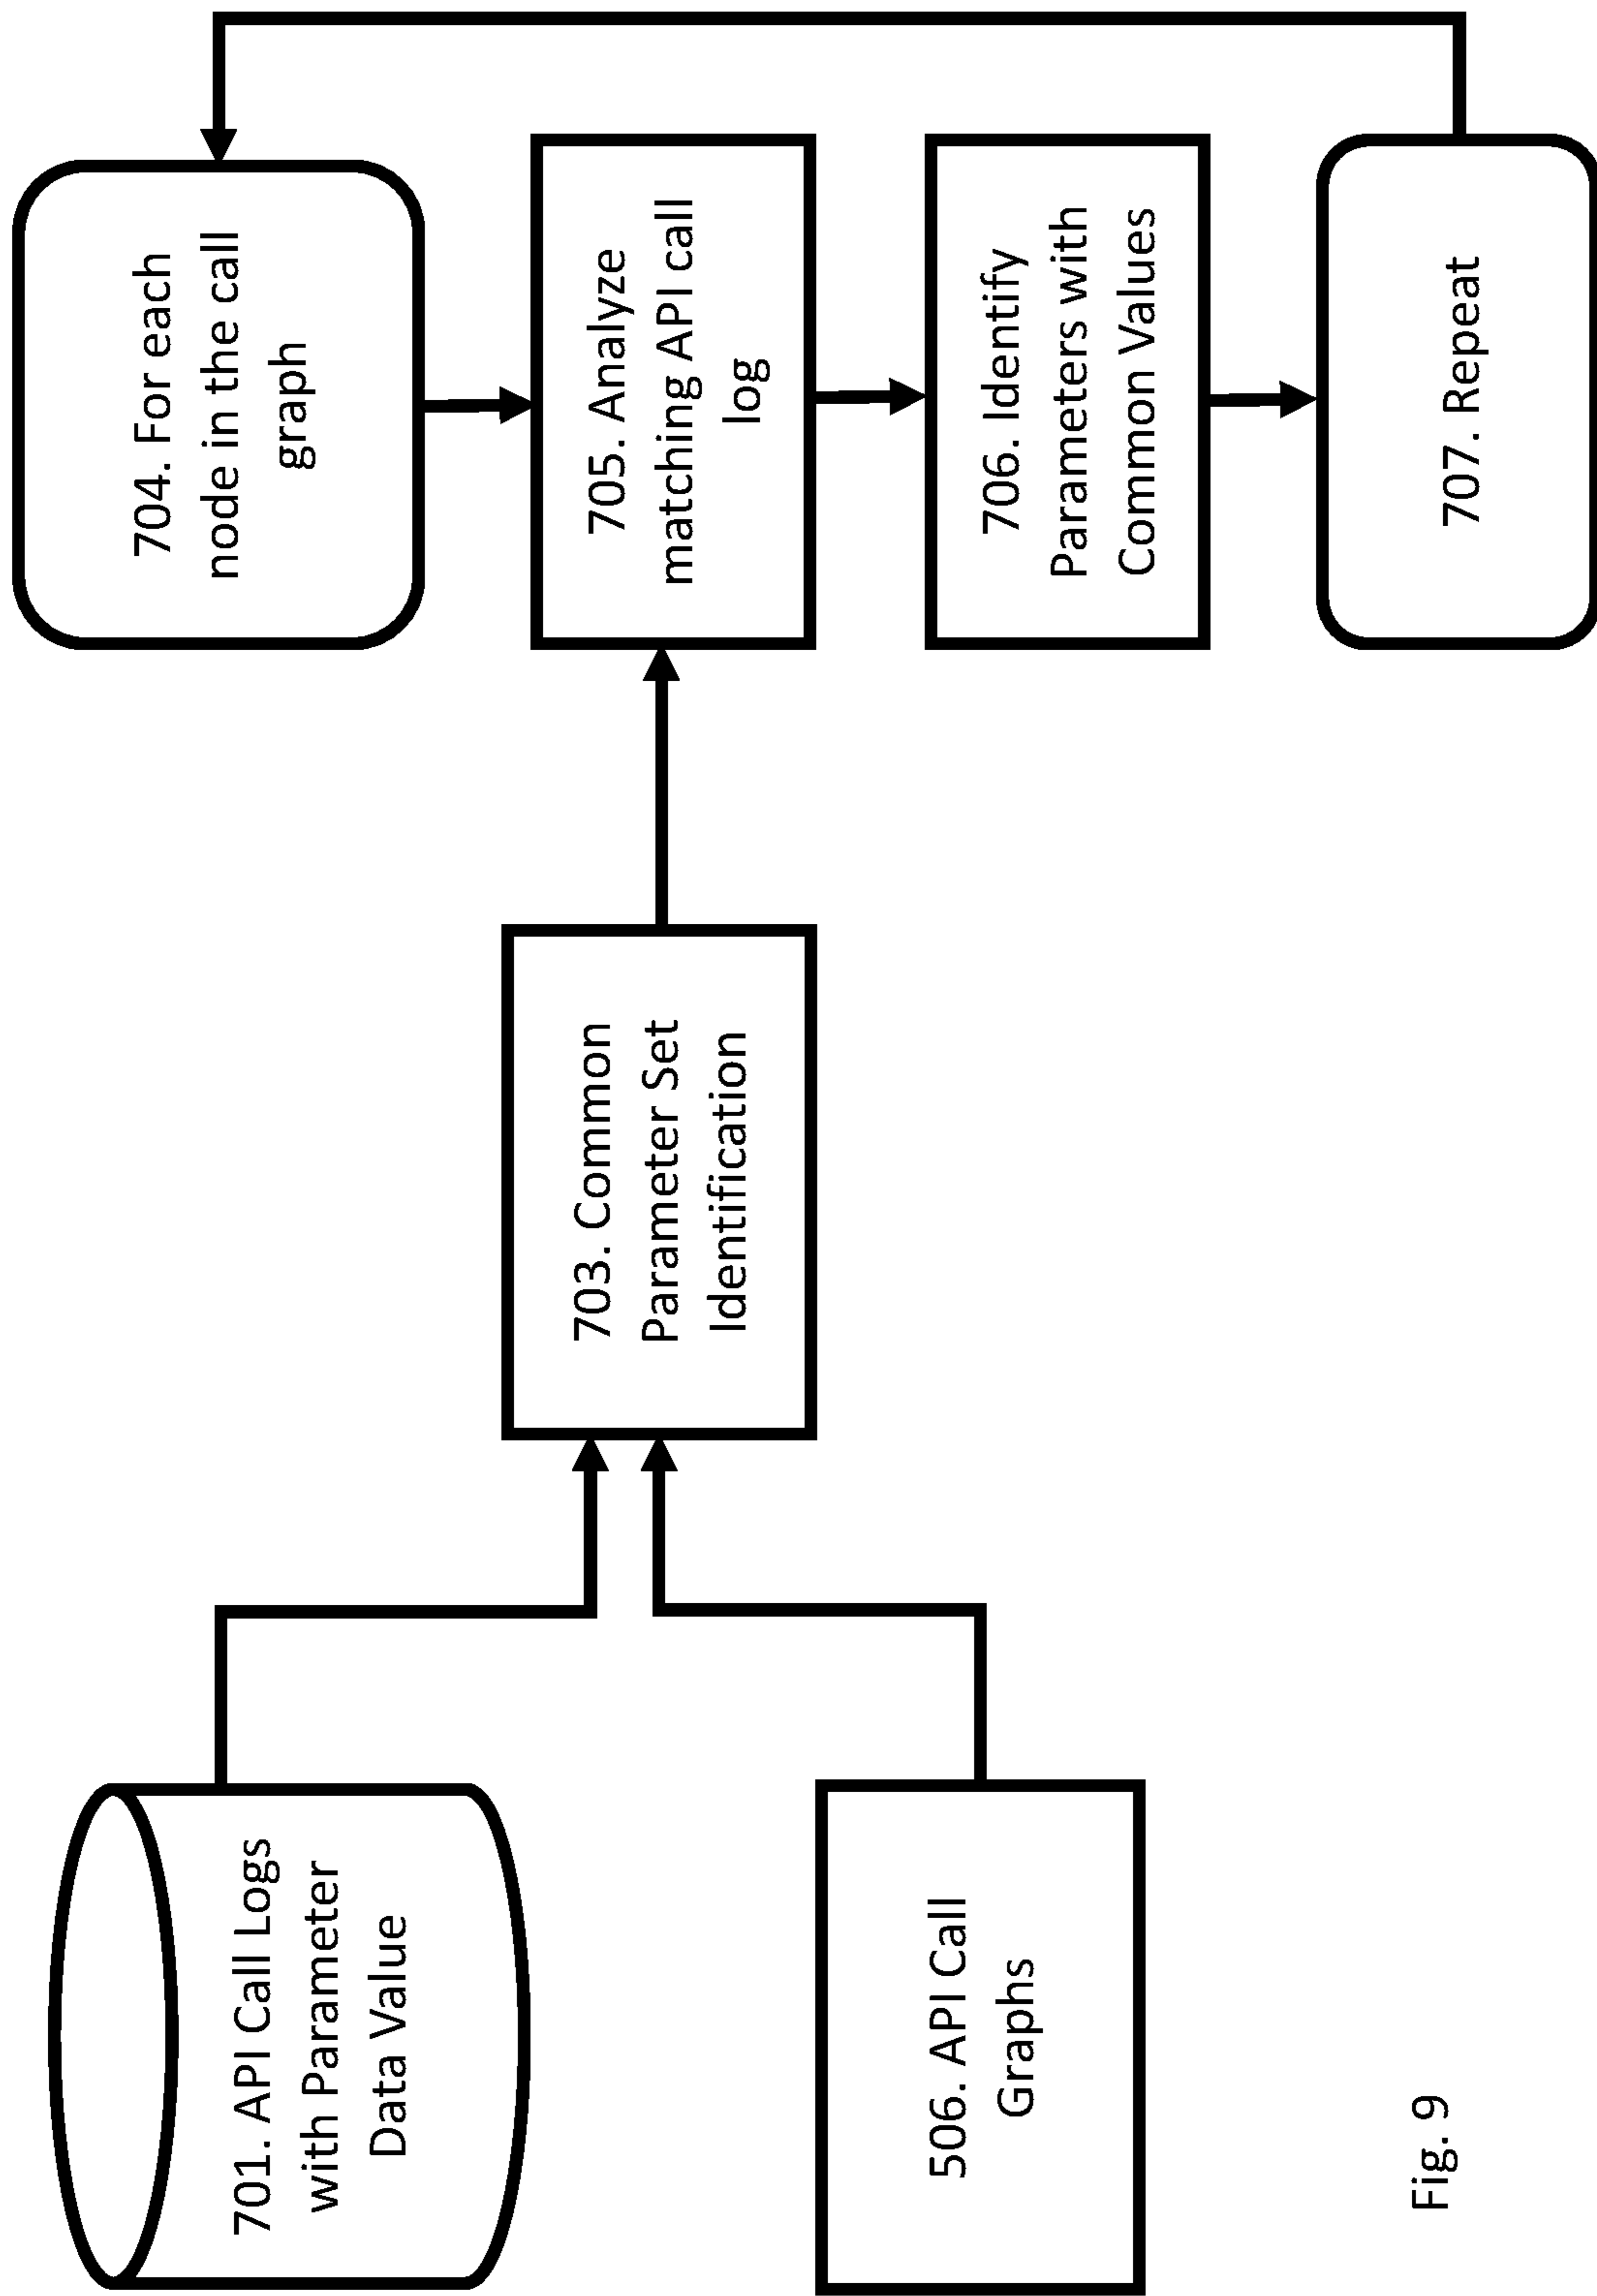 701. API Call Logs
with Parameter
Data Value
506. API Call
Graphs
703. Common
Parameter Set
Identification
704. For each
node in the call
graph
705. Analyze
matching API call
log
706. Identify
Parameters with
Common Values
707. Repeat
Fig. 9